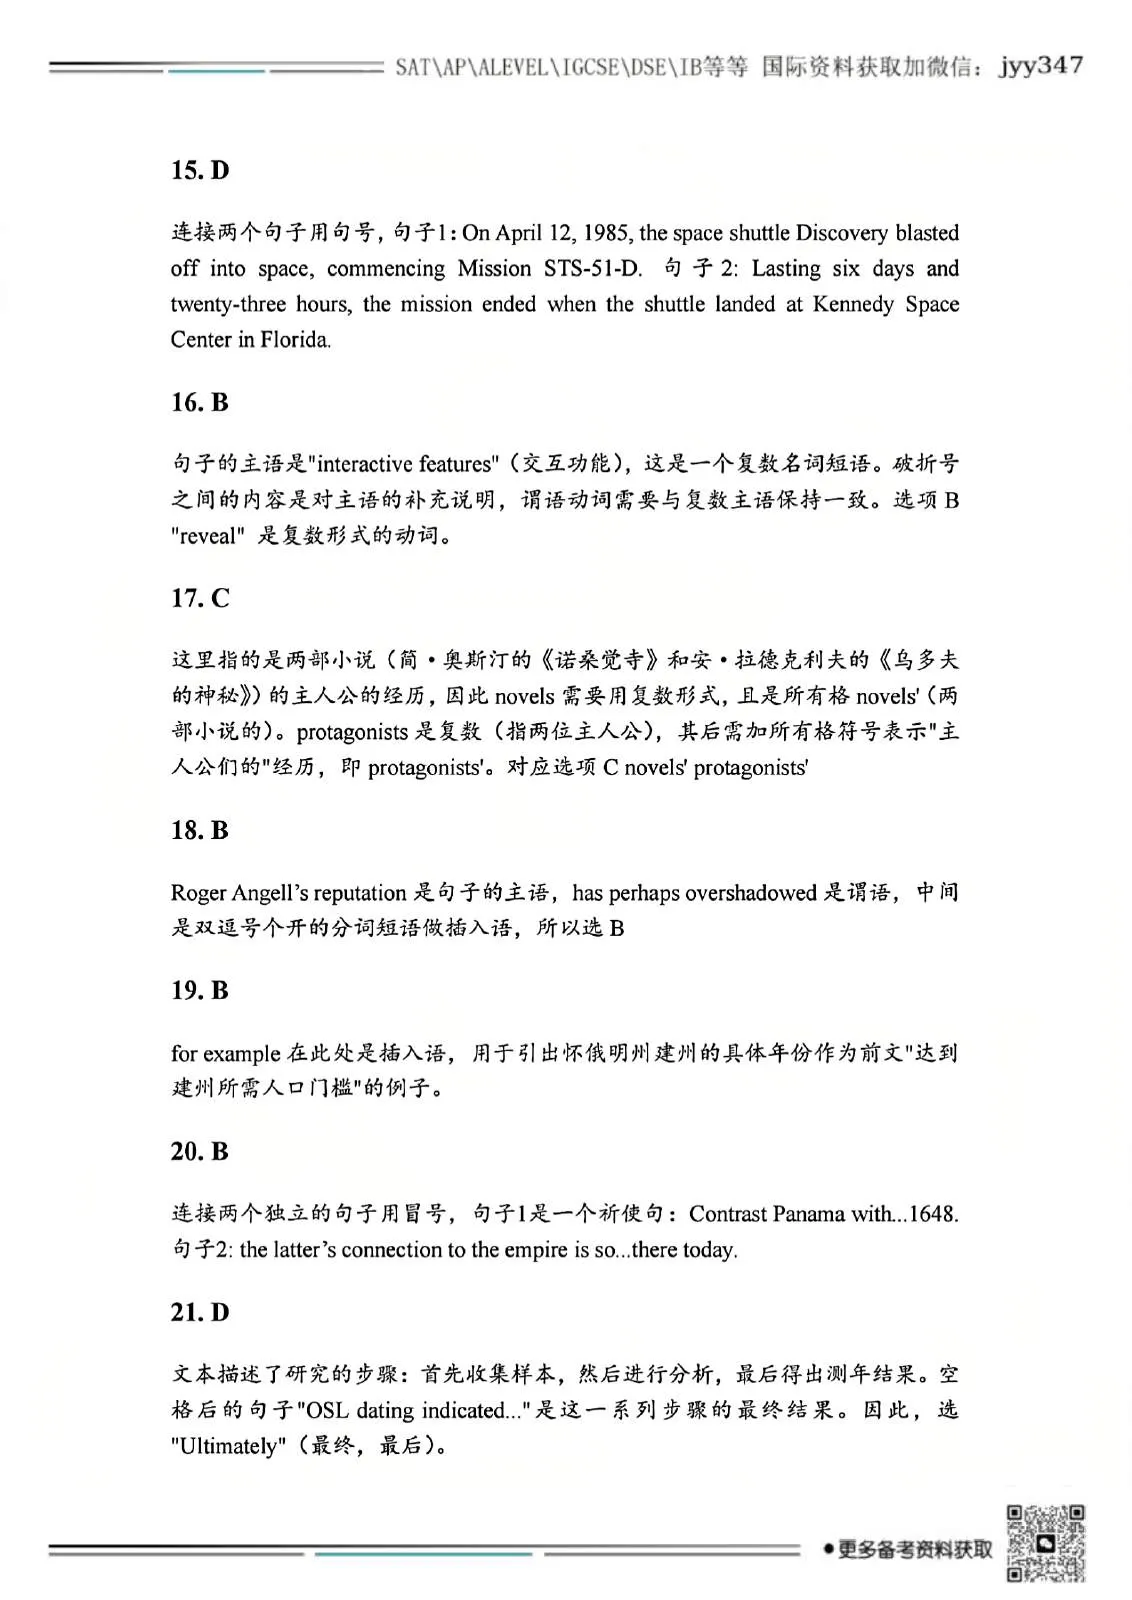 SAT\AP\ALEVEL\IGCSE\DSE\IB等等 国际资料获取加微信：jyy347
15. D
连接两个句子用句号，句子1：On April 12, 1985, the space shuttle Discovery blasted
off into space, commencing Mission STS-51-D. 句子2: Lasting six days and
twenty-three hours, the mission ended when the shuttle landed at Kennedy Space
Center in Florida.
16. B
句子的主语是"interactive features"（交互功能），这是一个复数名词短语。破折号
之间的内容是对主语的补充说明，谓语动词需要与复数主语保持一致。选项 B
"reveal" 是复数形式的动词。
17. C
这里指的是两部小说（简·奥斯汀的《诺桑觉寺》和安·拉德克利夫的《乌多夫
的神秘》）的主人公的经历，因此 novels 需要用复数形式，且是所有格 novels'（两
部小说的）。protagonists 是复数（指两位主人公），其后需加所有格符号表示"主
人公们的"经历，即 protagonists'。对应选项 C novels' protagonists'
18. B
Roger Angell’s reputation 是句子的主语，has perhaps overshadowed 是谓语，中间
是双逗号个开的分词短语做插入语，所以选 B
19. B
for example 在此处是插入语，用于引出怀俄明州建州的具体年份作为前文"达到
建州所需人口门槛"的例子。
20. B
连接两个独立的句子用冒号，句子1是一个祈使句：Contrast Panama with...1648.
句子2: the latter’s connection to the empire is so...there today.
21. D
文本描述了研究的步骤：首先收集样本，然后进行分析，最后得出测年结果。空
格后的句子"OSL dating indicated..."是这一系列步骤的最终结果。因此，选
"Ultimately"（最终，最后）。
●更多备考资料获取